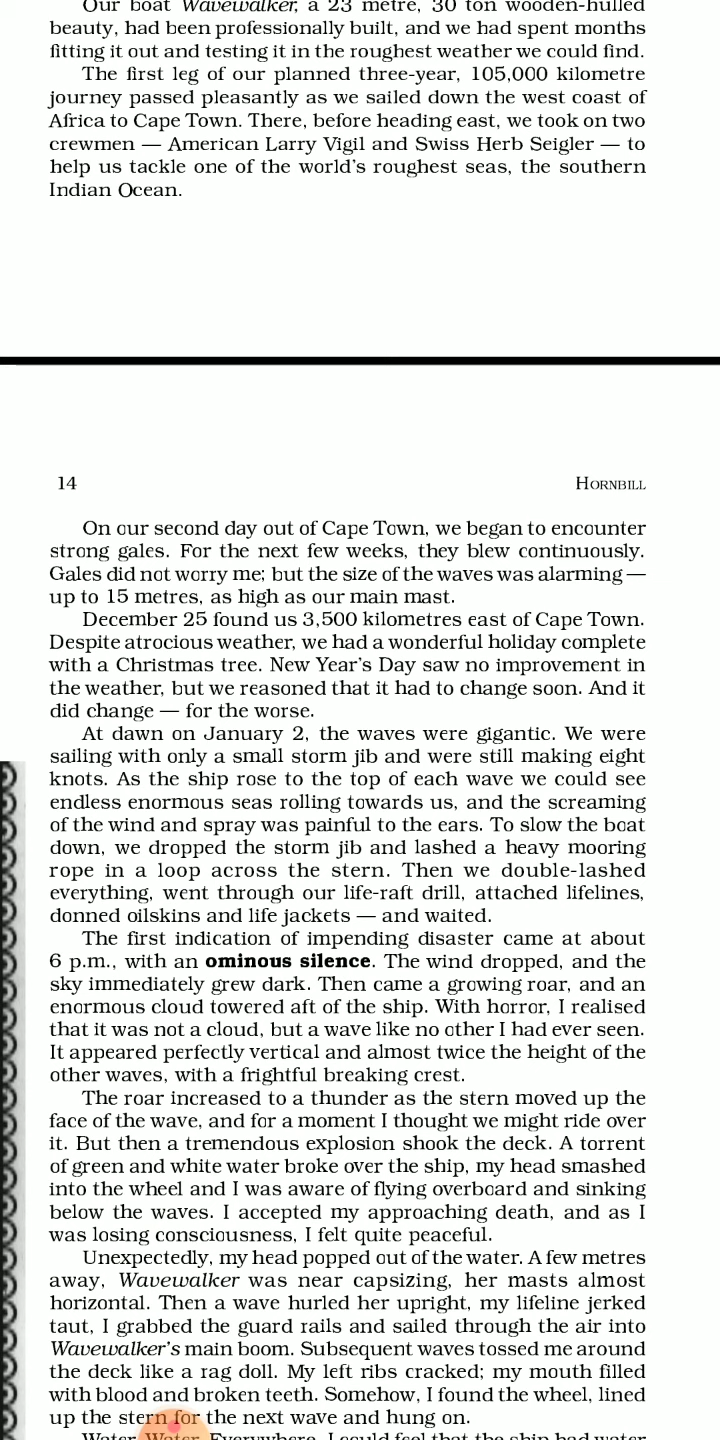 Our boat Wavewalker, a 23 metre, 30 ton wooden-hulled
beauty, had been professionally built, and we had spent months
fitting it out and testing it in the roughest weather we could find.
The first leg of our planned three-year, 105,000 kilometre
journey passed pleasantly as we sailed down the west coast of
Africa to Cape Town. There, before heading east, we took on two
crewmen — American Larry Vigil and Swiss Herb Seigler — to
help us tackle one of the world's roughest seas, the southern
Indian Ocean.
14 HORNBILL
On our second day out of Cape Town, we began to encounter
strong gales. For the next few weeks, they blew continuously.
Gales did not worry me; but the size of the waves was alarming —
up to 15 metres, as high as our main mast.
December 25 found us 3,500 kilometres east of Cape Town.
Despite atrocious weather, we had a wonderful holiday complete
with a Christmas tree. New Year's Day saw no improvement in
the weather, but we reasoned that it had to change soon. And it
did change — for the worse.
At dawn on January 2, the waves were gigantic. We were
sailing with only a small storm jib and were still making eight
knots. As the ship rose to the top of each wave we could see
endless enormous seas rolling towards us, and the screaming
of the wind and spray was painful to the ears. To slow the boat
down, we dropped the storm jib and lashed a heavy mooring
rope in a loop across the stern. Then we double-lashed
everything, went through our life-raft drill, attached lifelines,
donned oilskins and life jackets — and waited.
The first indication of impending disaster came at about
6 p.m., with an ominous silence. The wind dropped, and the
sky immediately grew dark. Then came a growing roar, and an
enormous cloud towered aft of the ship. With horror, I realised
that it was not a cloud, but a wave like no other I had ever seen.
It appeared perfectly vertical and almost twice the height of the
other waves, with a frightful breaking crest.
The roar increased to a thunder as the stern moved up the
face of the wave, and for a moment I thought we might ride over
it. But then a tremendous explosion shook the deck. A torrent
of green and white water broke over the ship, my head smashed
into the wheel and I was aware of flying overboard and sinking
below the waves. I accepted my approaching death, and as I
was losing consciousness, I felt quite peaceful.
Unexpectedly, my head popped out of the water. A few metres
away, Wavewalker was near capsizing, her masts almost
horizontal. Then a wave hurled her upright, my lifeline jerked
taut, I grabbed the guard rails and sailed through the air into
Wavewalker's main boom. Subsequent waves tossed me around
the deck like a rag doll. My left ribs cracked; my mouth filled
with blood and broken teeth. Somehow, I found the wheel, lined
up the stern for the next wave and hung on.
Water, Water, Everywhere. I could feel that the ship had water